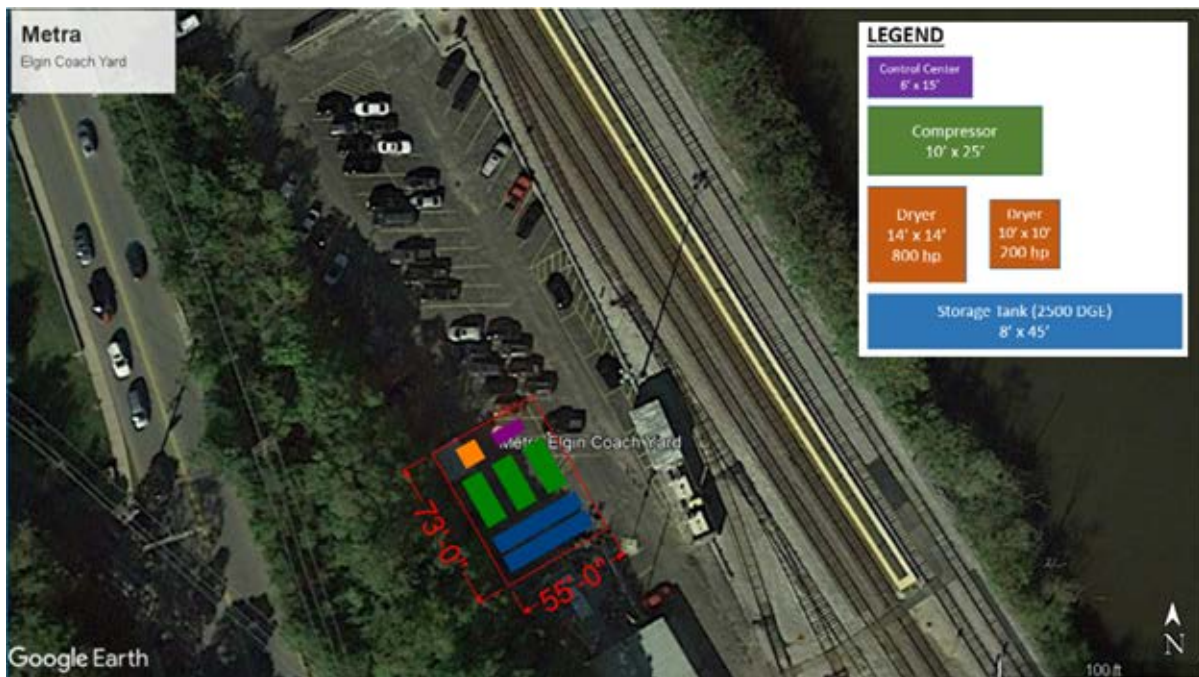 Metra
Elgin Coach Yard
LEGEND
Control Center
6' x 15'
Compressor
10' x 25'
Dryer
14' x 14'
800 hp
Dryer
10' x 10'
200 hp
Storage Tank (2500 DGE)
8' x 45'
Metra Elgin Coach Yard
73'-0"
55'-0"
Google Earth
N
100 ft